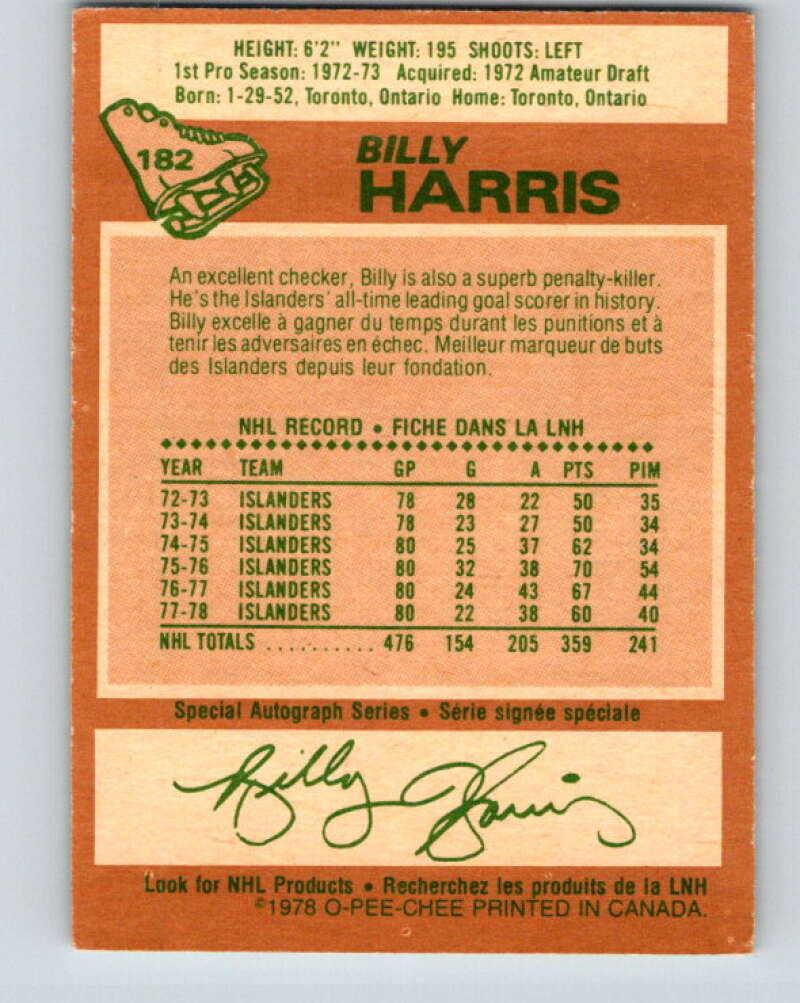 HEIGHT: 6'2" WEIGHT: 195 SHOOTS: LEFT
1st Pro Season: 1972-73 Acquired: 1972 Amateur Draft
Born: 1-29-52, Toronto, Ontario Home: Toronto, Ontario
182
BILLY
HARRIS
An excellent checker, Billy is also a superb penalty-killer.
He's the Islanders' all-time leading goal scorer in history.
Billy excelle à gagner du temps durant les punitions et à
tenir les adversaires en échec. Meilleur marqueur de buts
des Islanders depuis leur fondation.
NHL RECORD • FICHE DANS LA LNH
YEAR TEAM GP G A PTS PIM
72-73 ISLANDERS 78 28 22 50 35
73-74 ISLANDERS 78 23 27 50 34
74-75 ISLANDERS 80 25 37 62 34
75-76 ISLANDERS 80 32 38 70 54
76-77 ISLANDERS 80 24 43 67 44
77-78 ISLANDERS 80 22 38 60 40
NHL TOTALS .......... 476 154 205 359 241
Special Autograph Series • Série signée spéciale
Billy Harris
Look for NHL Products • Recherchez les produits de la LNH
©1978 O-PEE-CHEE PRINTED IN CANADA.